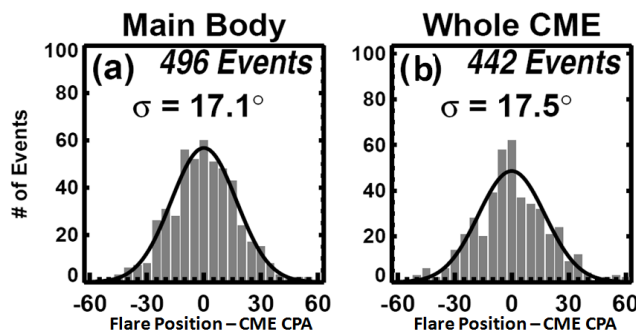 Main Body
Whole CME
(a) 496 Events
σ = 17.1°
(b) 442 Events
σ = 17.5°
# of Events
100
80
60
40
20
0
-60 -30 0 30 60
Flare Position – CME CPA
100
80
60
40
20
0
-60 -30 0 30 60
Flare Position – CME CPA